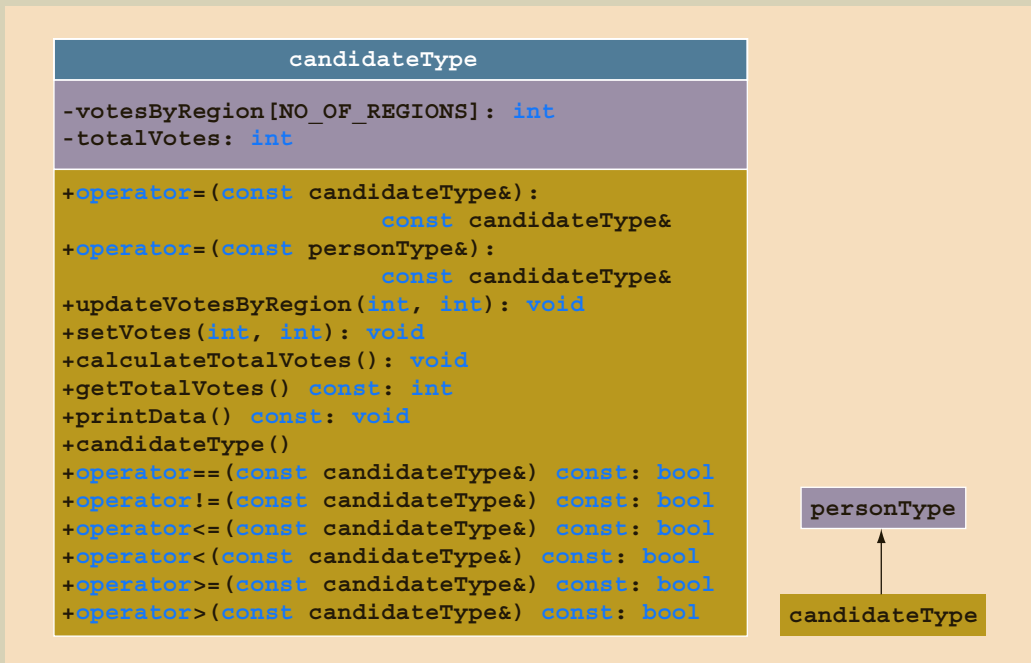 candidateType
-votesByRegion[NO_OF_REGIONS]: int
-totalVotes: int
+operator=(const candidateType&):
const candidateType&
+operator=(const personType&):
const candidateType&
+updateVotesByRegion(int, int): void
+setVotes(int, int): void
+calculateTotalVotes(): void
+getTotalVotes() const: int
+printData() const: void
+candidateType()
+operator==(const candidateType&) const: bool
+operator!=(const candidateType&) const: bool
+operator<=(const candidateType&) const: bool
+operator<(const candidateType&) const: bool
+operator>=(const candidateType&) const: bool
+operator>(const candidateType&) const: bool
personType
candidateType